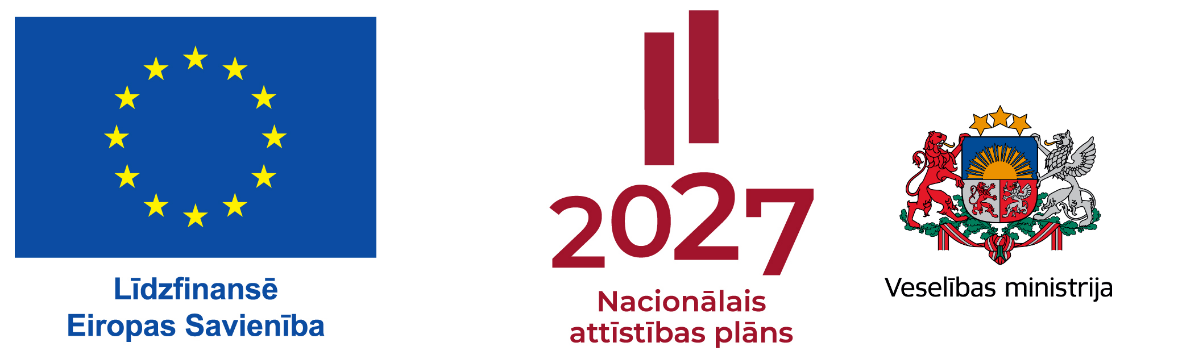 Līdzfinansē
Eiropas Savienība
2027
Nacionālais
attīstības plāns
Veselības ministrija